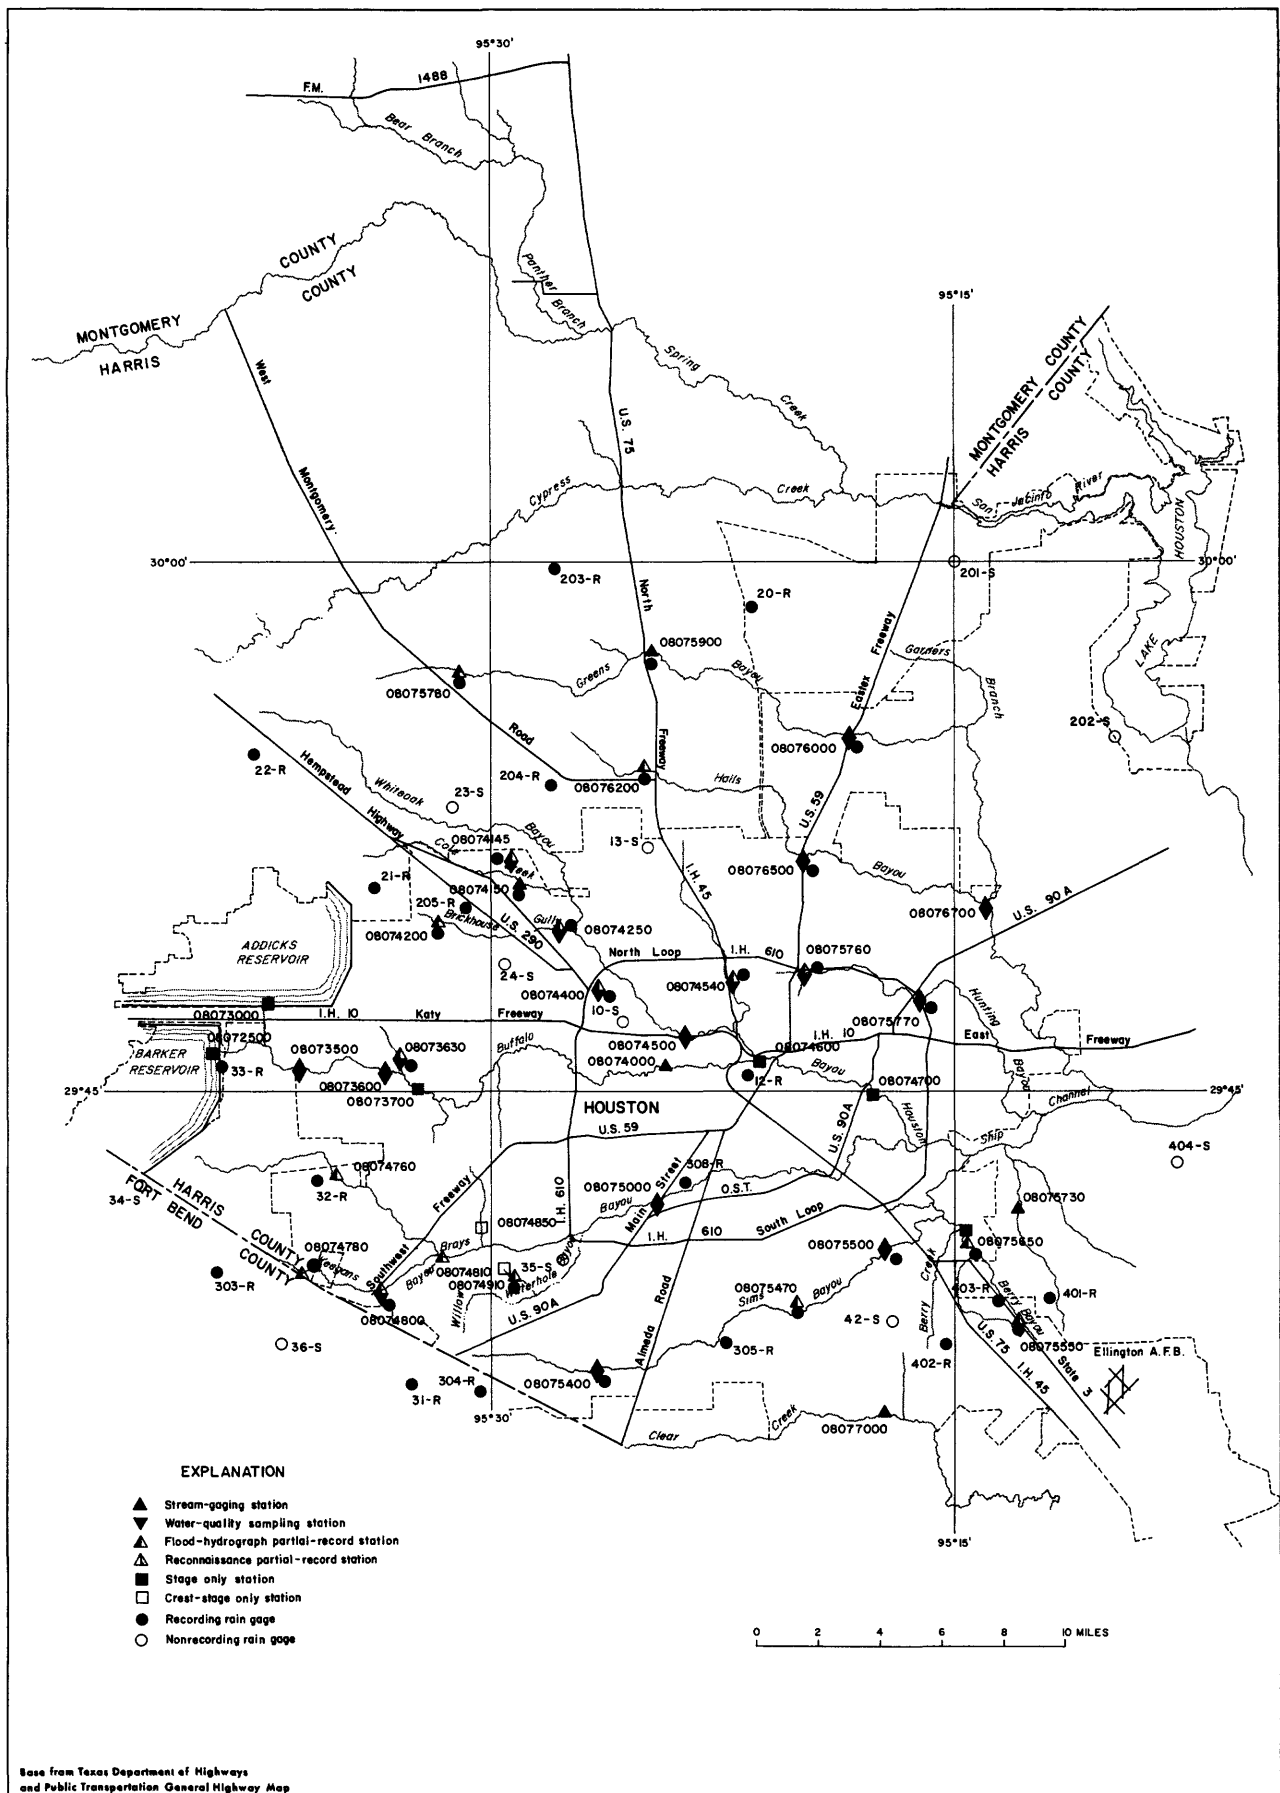 95°30'
F.M.
1488
Bear Branch
COUNTY
COUNTY
Panther
Branch
95°15'
MONTGOMERY
HARRIS
MONTGOMERY COUNTY
HARRIS COUNTY
West
Spring
Creek
U.S. 75
Montgomery
Cypress
Creek
San Jacinto River
HOUSTON
30°00'
203-R
201-S
30°00'
North
20-R
08075900
Freeway
Garners
LAKE
Greens
Bayou
08075780
Eastex
Branch
202-S
Road
08076000
Hempstead
22-R
Freeway
204-R
08076200
Halls
Whiteoak
23-S
U.S. 59
Highway
Bayou
08074145
Cole
13-S
Creek
08076500
Bayou
21-R
08074150
I.H. 45
205-R
Brickhouse
Gully
U.S. 290
08076700
U.S. 90A
08074200
08074250
ADDICKS
RESERVOIR
North Loop
I.H. 610
08075760
24-S
08074540
08074400
10-S
Hunting
08073000
I.H. 10
Katy
Freeway
08075770
08072500
BARKER
RESERVOIR
08073500
08073630
Buffalo
08074500
08074600
I.H. 10
East
Freeway
33-R
08074000
Bayou
08073600
12-R
Bayou
08073700
08074700
29°45'
29°45'
HOUSTON
Channel
U.S. 59
U.S. 90A
Houston
Ship
404-S
08074760
308-R
HARRIS
34-S
FORT BEND
32-R
Freeway
08075000
Street
O.S.T.
Bayou
Main
08075730
I.H. 610
South Loop
COUNTY
COUNTY
08074850
I.H. 610
08074780
Brays
08075500
08075650
Keegans
Southwest
Bayou
08074810
35-S
Bayou
Creek
303-R
08074910
Waterhole
08075470
403-R
401-R
Willow
U.S. 90A
Sims
Bayou
Berry
Berry Bayou
08074800
Road
42-S
36-S
08075550
Ellington A.F.B.
Almeda
305-R
402-R
U.S. 75
State 3
I.H. 45
304-R
08075400
31-R
95°30'
Creek
Clear
08077000
EXPLANATION
Stream-gaging station
Water-quality sampling station
Flood-hydrograph partial-record station
Reconnaissance partial-record station
Stage only station
Crest-stage only station
Recording rain gage
Nonrecording rain gage
95°15'
0 2 4 6 8 10 MILES
Base from Texas Department of Highways
and Public Transportation General Highway Map